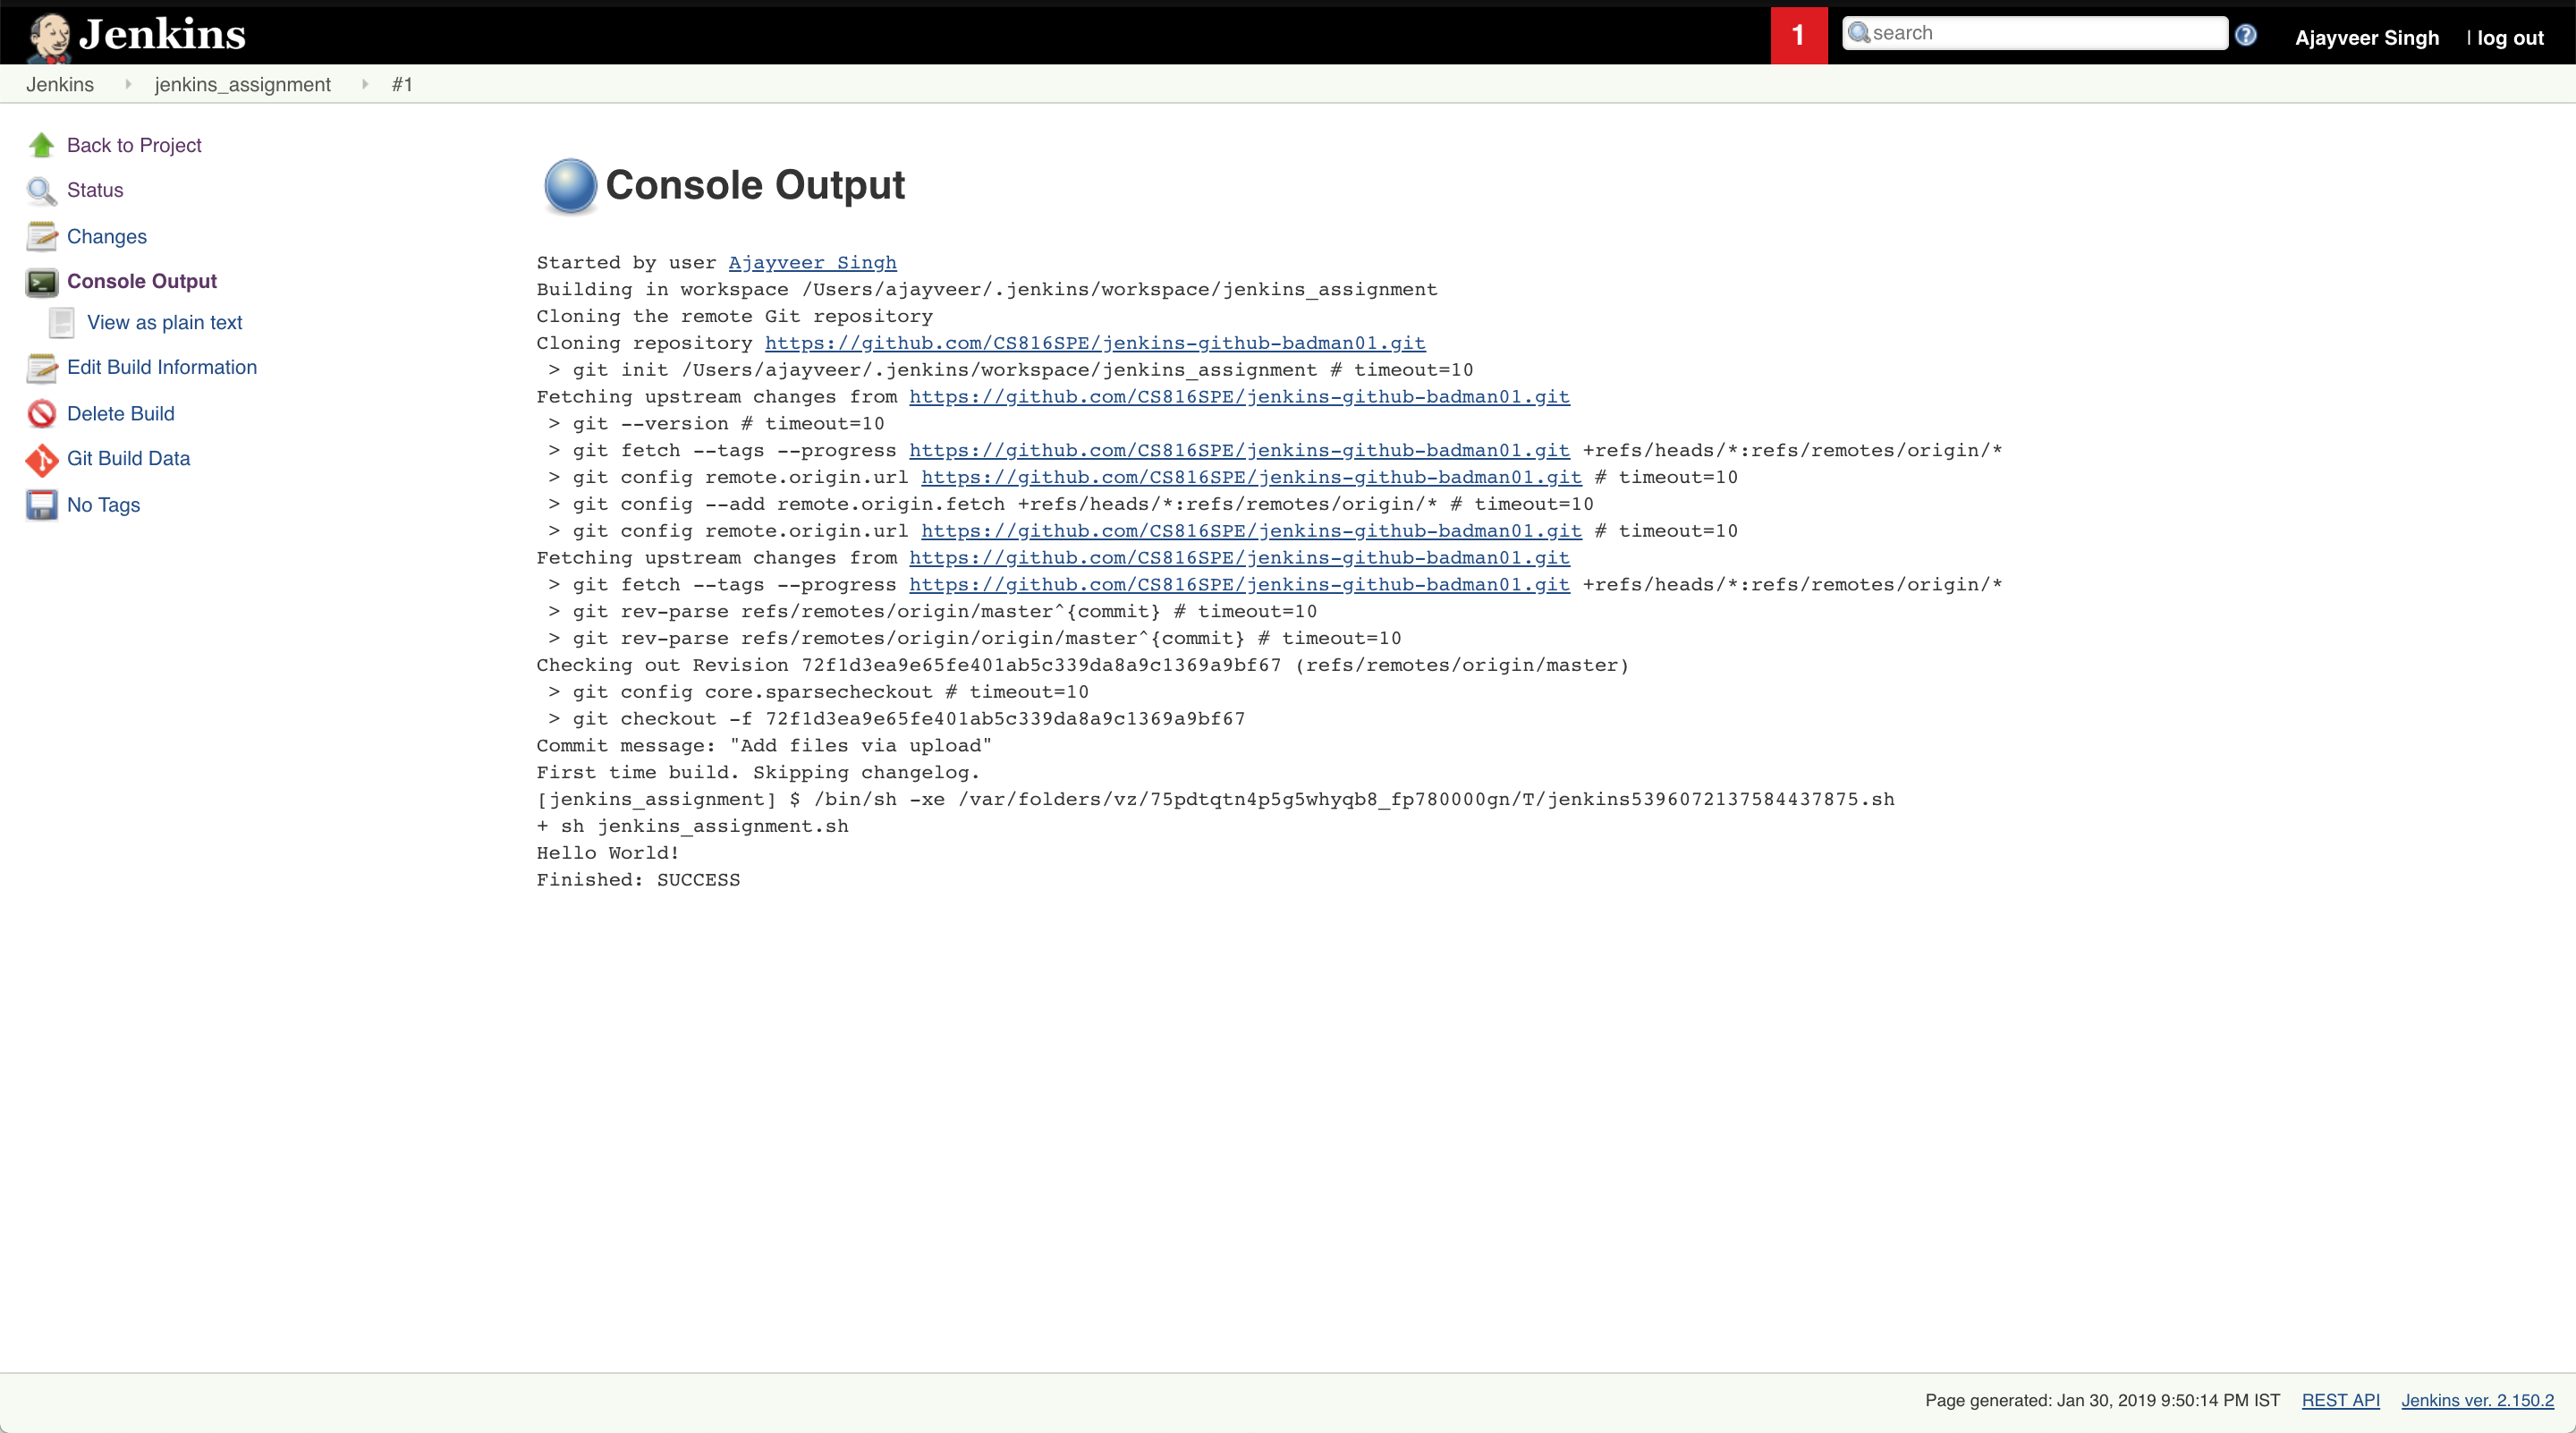 Jenkins
1
search
Ajayveer Singh
| log out
Jenkins
jenkins_assignment
#1
Back to Project
Status
Changes
Console Output
View as plain text
Edit Build Information
Delete Build
Git Build Data
No Tags
Console Output
Started by user Ajayveer Singh
Building in workspace /Users/ajayveer/.jenkins/workspace/jenkins_assignment
Cloning the remote Git repository
Cloning repository https://github.com/CS816SPE/jenkins-github-badman01.git
 > git init /Users/ajayveer/.jenkins/workspace/jenkins_assignment # timeout=10
Fetching upstream changes from https://github.com/CS816SPE/jenkins-github-badman01.git
 > git --version # timeout=10
 > git fetch --tags --progress https://github.com/CS816SPE/jenkins-github-badman01.git +refs/heads/*:refs/remotes/origin/*
 > git config remote.origin.url https://github.com/CS816SPE/jenkins-github-badman01.git # timeout=10
 > git config --add remote.origin.fetch +refs/heads/*:refs/remotes/origin/* # timeout=10
 > git config remote.origin.url https://github.com/CS816SPE/jenkins-github-badman01.git # timeout=10
Fetching upstream changes from https://github.com/CS816SPE/jenkins-github-badman01.git
 > git fetch --tags --progress https://github.com/CS816SPE/jenkins-github-badman01.git +refs/heads/*:refs/remotes/origin/*
 > git rev-parse refs/remotes/origin/master^{commit} # timeout=10
 > git rev-parse refs/remotes/origin/origin/master^{commit} # timeout=10
Checking out Revision 72f1d3ea9e65fe401ab5c339da8a9c1369a9bf67 (refs/remotes/origin/master)
 > git config core.sparsecheckout # timeout=10
 > git checkout -f 72f1d3ea9e65fe401ab5c339da8a9c1369a9bf67
Commit message: "Add files via upload"
First time build. Skipping changelog.
[jenkins_assignment] $ /bin/sh -xe /var/folders/vz/75pdtqtn4p5g5whyqb8_fp780000gn/T/jenkins5396072137584437875.sh
+ sh jenkins_assignment.sh
Hello World!
Finished: SUCCESS
Page generated: Jan 30, 2019 9:50:14 PM IST
REST API
Jenkins ver. 2.150.2